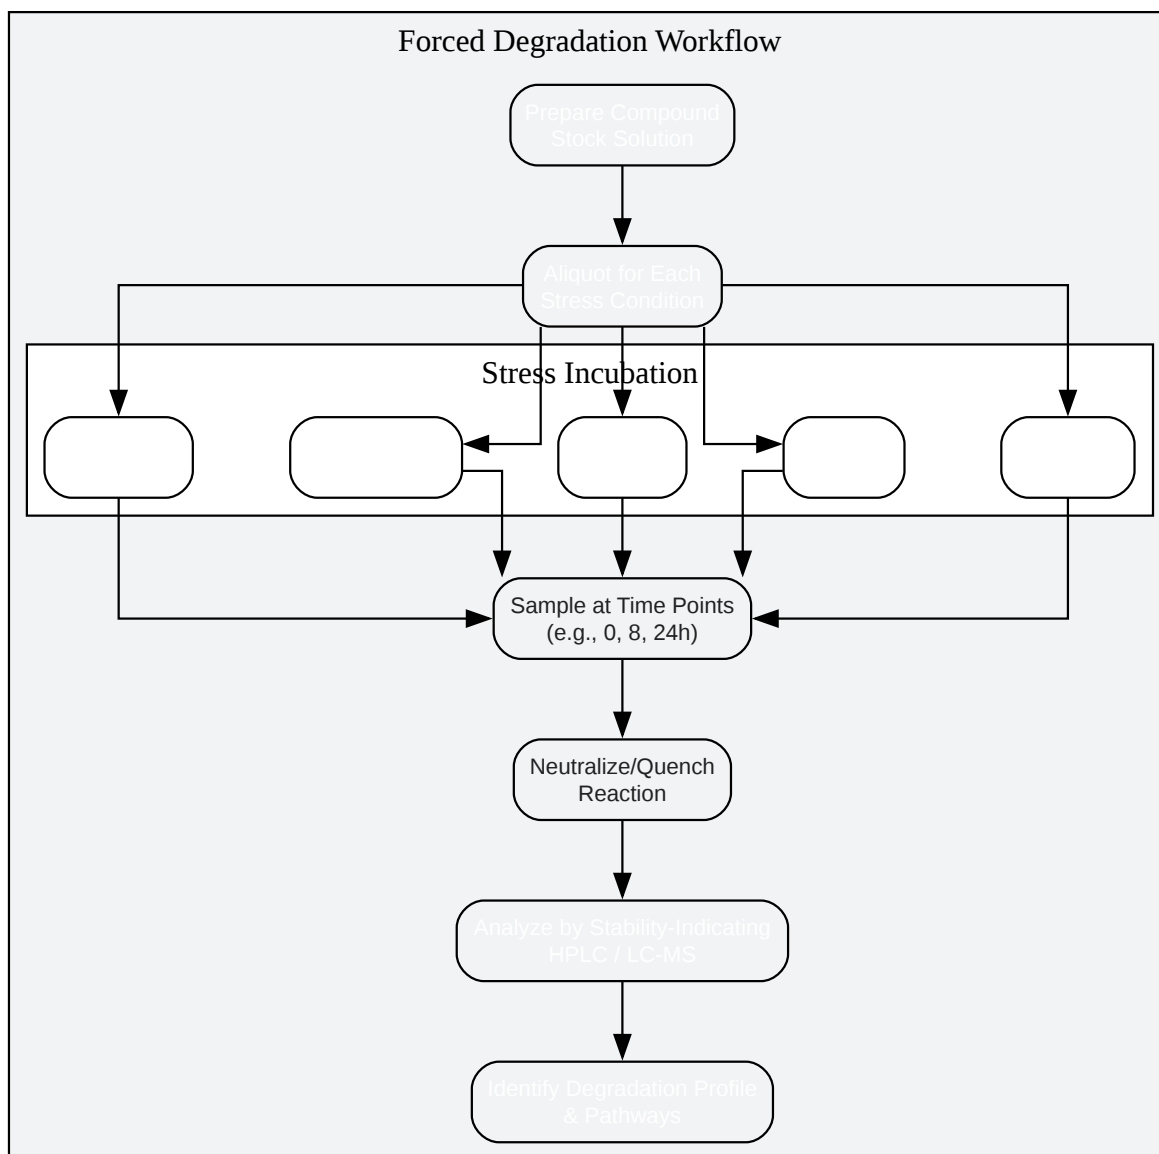 Forced Degradation Workflow
Prepare Compound
Stock Solution
Aliquot for Each
Stress Condition
Stress Incubation
Sample at Time Points
(e.g., 0, 8, 24h)
Neutralize/Quench
Reaction
Analyze by Stability-Indicating
HPLC / LC-MS
Identify Degradation Profile
& Pathways